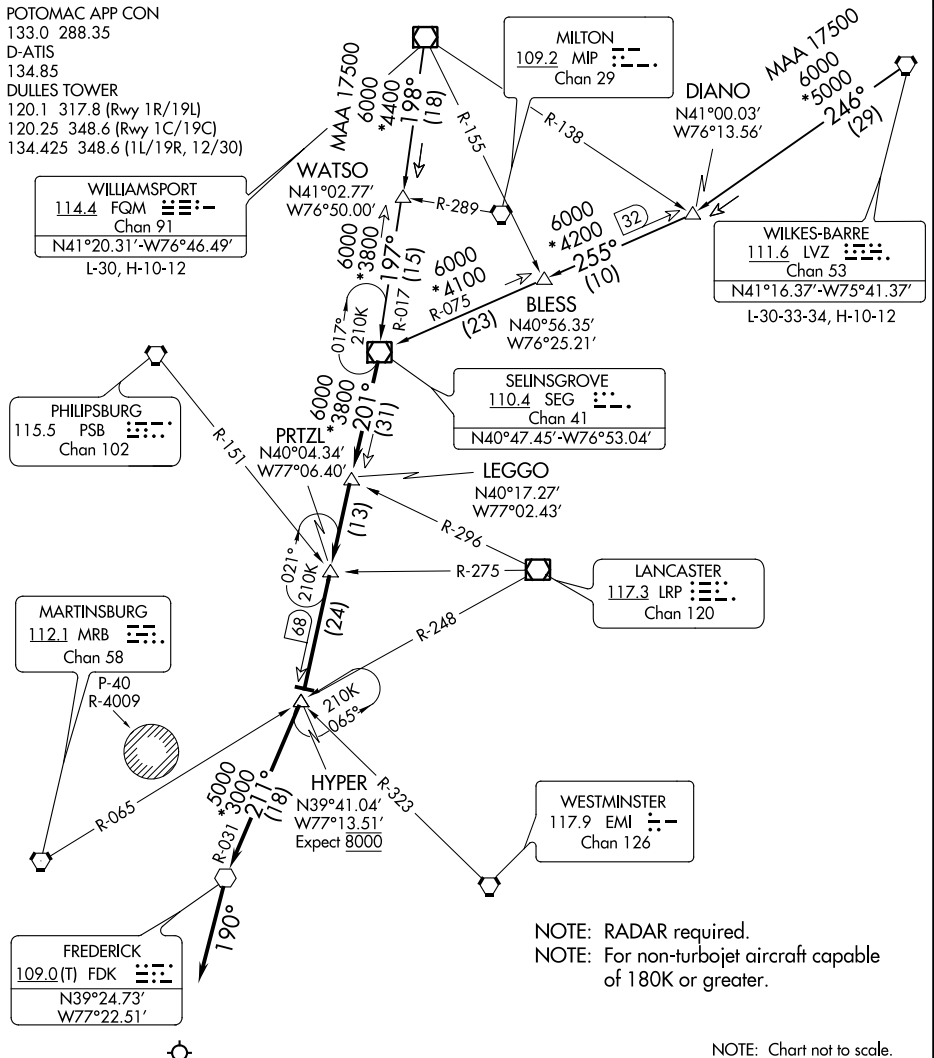 POTOMAC APP CON
133.0 288.35
D-ATIS
134.85
DULLES TOWER
120.1 317.8 (Rwy 1R/19L)
120.25 348.6 (Rwy 1C/19C)
134.425 348.6 (1L/19R, 12/30)
WILLIAMSPORT
114.4 FQM
Chan 91
N41°20.31'-W76°46.49'
L-30, H-10-12
MAA 17500
6000
*4400
198°
(18)
R-155
R-138
MILTON
109.2 MIP
Chan 29
DIANO
N41°00.03'
W76°13.56'
MAA 17500
6000
*5000
246°
(29)
WILKES-BARRE
111.6 LVZ
Chan 53
N41°16.37'-W75°41.37'
L-30-33-34, H-10-12
WATSO
N41°02.77'
W76°50.00'
R-289
6000
*3800
197°
(15)
R-017
017°
210K
6000
*4200
32
255°
(10)
6000
*4100
R-075
(23)
BLESS
N40°56.35'
W76°25.21'
SELINSGROVE
110.4 SEG
Chan 41
N40°47.45'-W76°53.04'
PHILIPSBURG
115.5 PSB
Chan 102
R-151
6000
*3800
201°
(31)
PRTZL
N40°04.34'
W77°06.40'
LEGGO
N40°17.27'
W77°02.43'
(13)
R-296
021°
210K
R-275
LANCASTER
117.3 LRP
Chan 120
R-248
68
(24)
MARTINSBURG
112.1 MRB
Chan 58
P-40
R-4009
R-065
210K
065°
HYPER
N39°41.04'
W77°13.51'
Expect 8000
R-323
5000
*3000
211°
(18)
R-031
WESTMINSTER
117.9 EMI
Chan 126
190°
FREDERICK
109.0(T) FDK
N39°24.73'
W77°22.51'
NOTE: RADAR required.
NOTE: For non-turbojet aircraft capable
of 180K or greater.
NOTE: Chart not to scale.